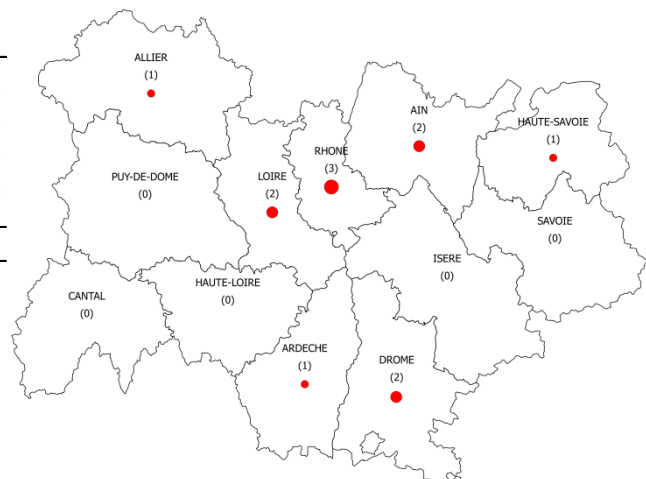 ALLIER
(1)
AIN
(2)
HAUTE-SAVOIE
(1)
RHONE
(3)
PUY-DE-DOME
(0)
LOIRE
(2)
SAVOIE
(0)
ISERE
(0)
HAUTE-LOIRE
(0)
CANTAL
(0)
ARDECHE
(1)
DROME
(2)